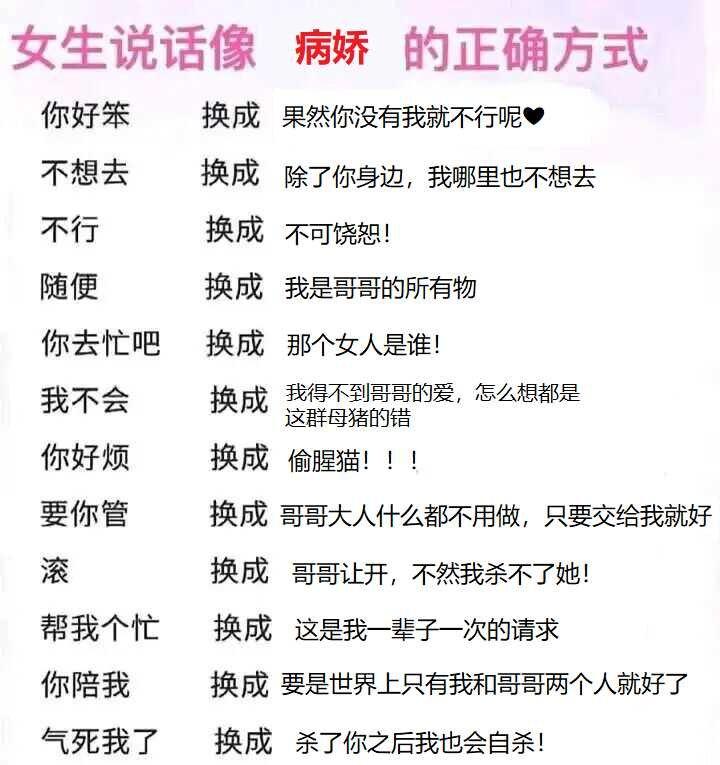 女生说话像 病娇 的正确方式
你好笨 换成 果然你没有我就不行呢♥
不想去 换成 除了你身边，我哪里也不想去
不行 换成 不可饶恕！
随便 换成 我是哥哥的所有物
你去忙吧 换成 那个女人是谁！
我不会 换成 我得不到哥哥的爱，怎么想都是
这群母猪的错
你好烦 换成 偷腥猫！！！
要你管 换成 哥哥大人什么都不用做，只要交给我就好
滚 换成 哥哥让开，不然我杀不了她！
帮我个忙 换成 这是我一辈子一次的请求
你陪我 换成 要是世界上只有我和哥哥两个人就好了
气死我了 换成 杀了你之后我也会自杀！